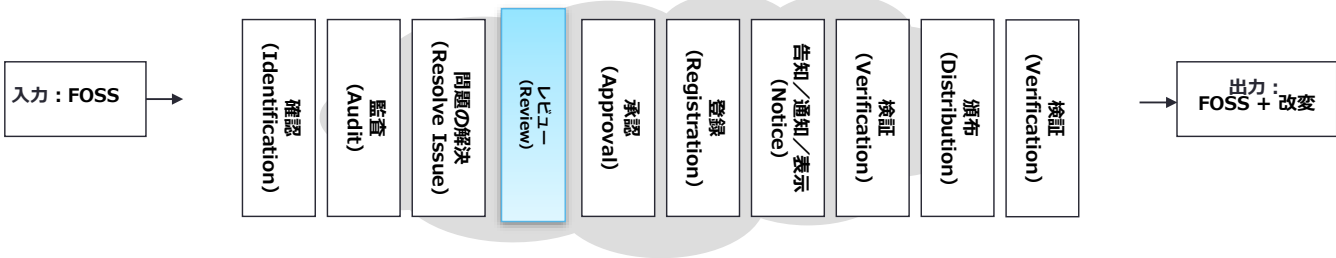 入力：FOSS
確認
(Identification)
監査
(Audit)
問題の解決
(Resolve Issue)
レビュー
(Review)
承認
(Approval)
登録
(Registration)
告知／通知／表示
(Notice)
検証
(Verification)
頒布
(Distribution)
検証
(Verification)
出力：
FOSS + 改変